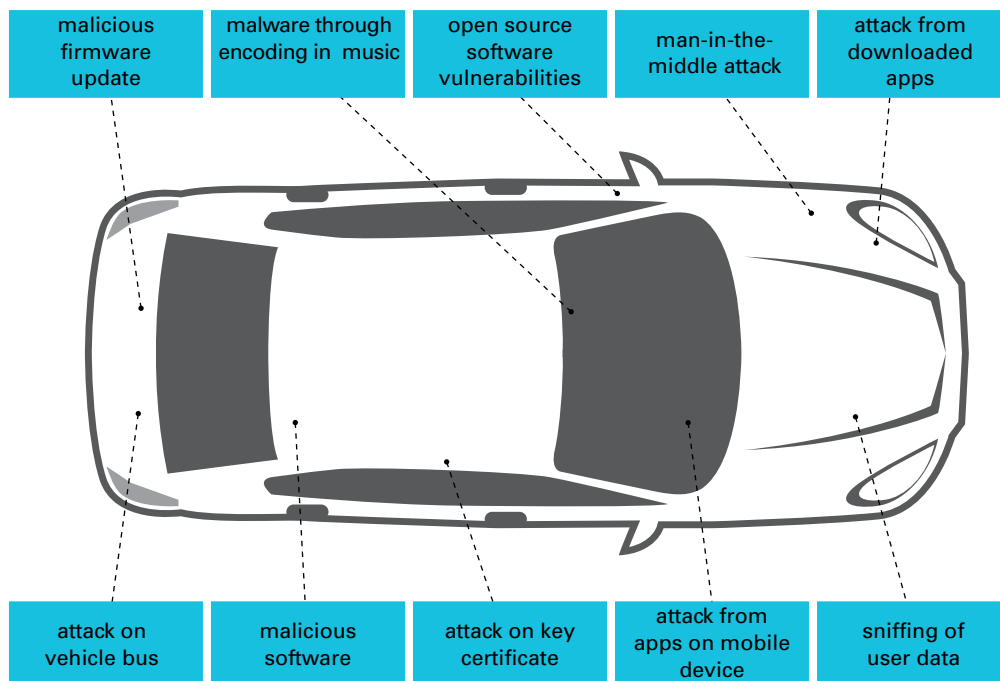 malicious
firmware
update
malware through
encoding in music
open source
software
vulnerabilities
man-in-the-
middle attack
attack from
downloaded
apps
attack on
vehicle bus
malicious
software
attack on key
certificate
attack from
apps on mobile
device
sniffing of
user data